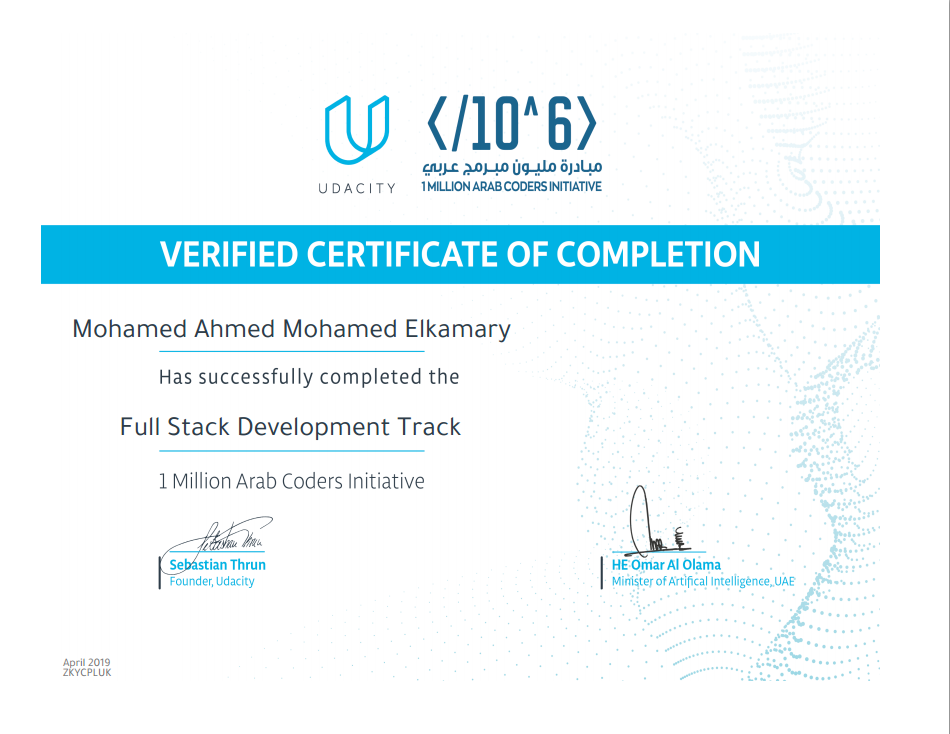 UDACITY
</10^6>
مبادرة مليون مبرمج عربي
1 MILLION ARAB CODERS INITIATIVE
VERIFIED CERTIFICATE OF COMPLETION
Mohamed Ahmed Mohamed Elkamary
Has successfully completed the
Full Stack Development Track
1 Million Arab Coders Initiative
Sebastian Thrun
Sebastian Thrun
Founder, Udacity
HE Omar Al Olama
Minister of Artifical Intelligence, UAE
April 2019
ZKYCPLUK